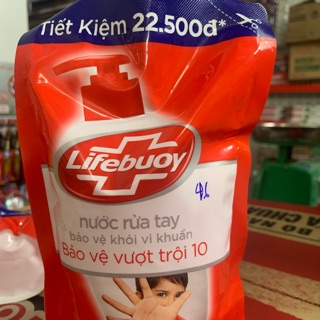 Tiết Kiệm 22.500đ*
Lifebuoy
nước rửa tay
bảo vệ khỏi vi khuẩn
Bảo vệ vượt trội 10